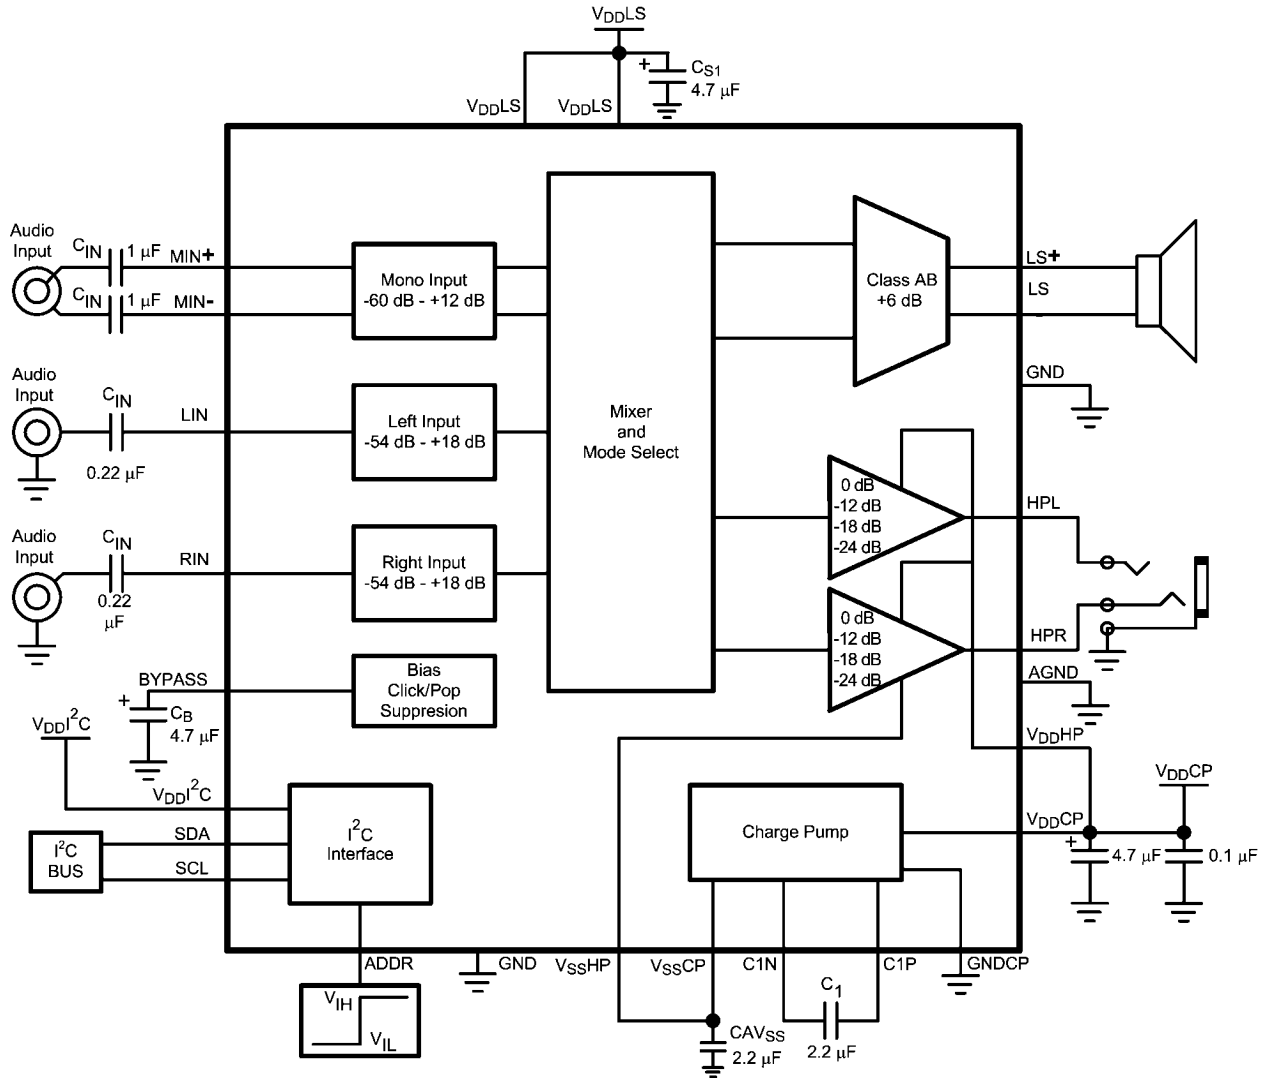 VDDLS
CS1
4.7 µF
VDDLS
VDDLS
Audio
Input
CIN
1 µF
MIN+
CIN
1 µF
MIN-
Mono Input
-60 dB - +12 dB
Class AB
+6 dB
LS+
LS
GND
Audio
Input
CIN
LIN
0.22 µF
Left Input
-54 dB - +18 dB
Mixer
and
Mode Select
0 dB
-12 dB
-18 dB
-24 dB
HPL
Audio
Input
CIN
RIN
0.22
µF
Right Input
-54 dB - +18 dB
0 dB
-12 dB
-18 dB
-24 dB
HPR
AGND
BYPASS
+
CB
4.7 µF
Bias
Click/Pop
Suppresion
VDDHP
VDDI²C
VDDI²C
I²C
BUS
SDA
SCL
I²C
Interface
Charge Pump
VDDCP
VDDCP
+
4.7 µF
0.1 µF
ADDR
GND
VSSHP
VSSCP
C1N
C1P
GNDCP
VIH
VIL
CAVSS
2.2 µF
C1
2.2 µF
+